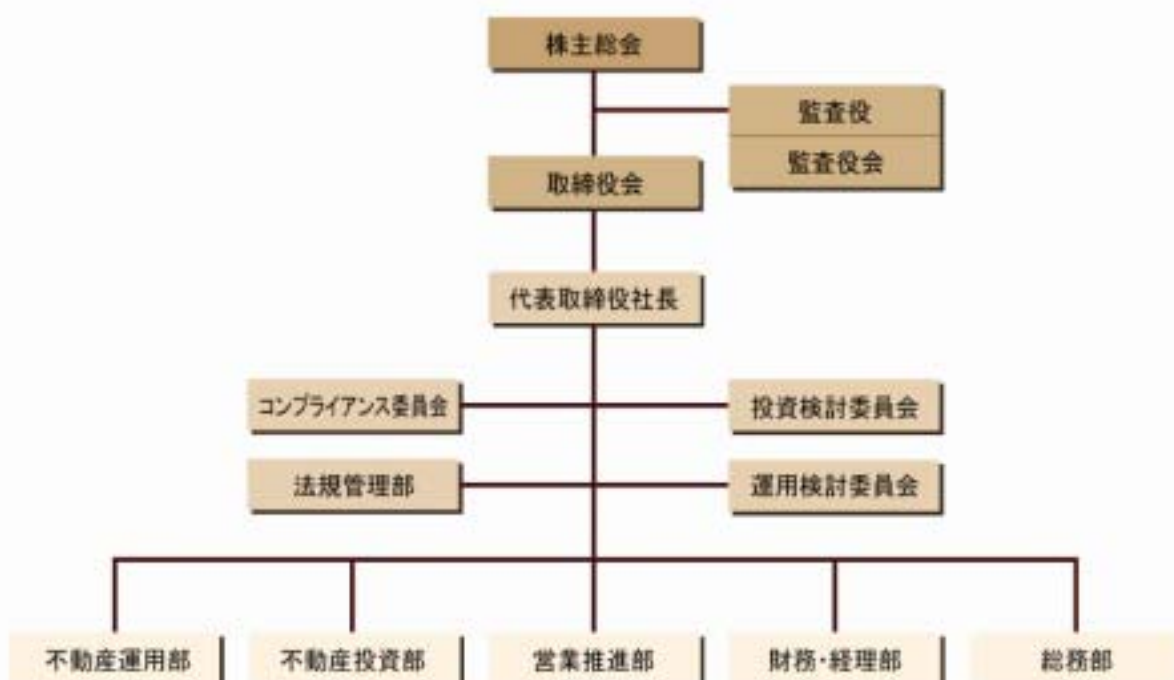 株主総会
監査役
監査役会
取締役会
代表取締役社長
コンプライアンス委員会
投資検討委員会
法規管理部
運用検討委員会
不動産運用部
不動産投資部
営業推進部
財務・経理部
総務部